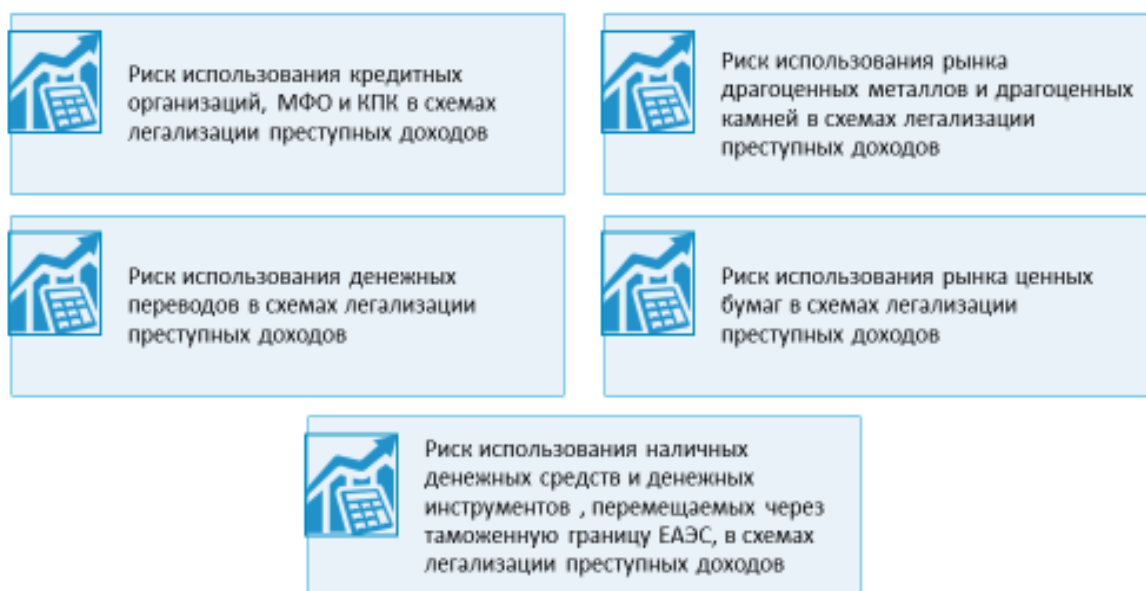 Риск использования кредитных
организаций, МФО и КПК в схемах
легализации преступных доходов
Риск использования рынка
драгоценных металлов и драгоценных
камней в схемах легализации
преступных доходов
Риск использования денежных
переводов в схемах легализации
преступных доходов
Риск использования рынка ценных
бумаг в схемах легализации
преступных доходов
Риск использования наличных
денежных средств и денежных
инструментов , перемещаемых через
таможенную границу ЕАЭС, в схемах
легализации преступных доходов